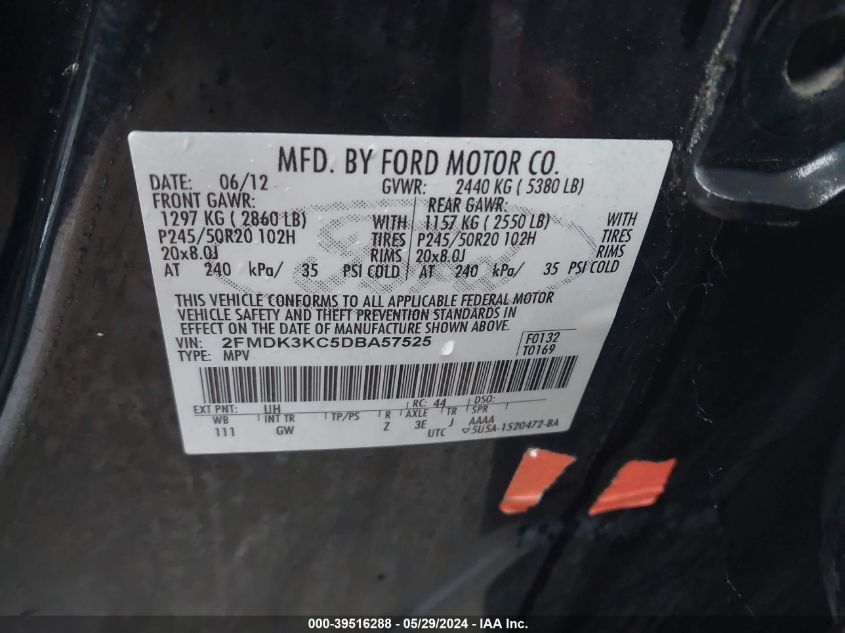 MFD. BY FORD MOTOR CO.
DATE: 06/12 GVWR: 2440 KG ( 5380 LB)
FRONT GAWR: REAR GAWR:
1297 KG ( 2860 LB) WITH 1157 KG ( 2550 LB) WITH
P245/50R20 102H TIRES P245/50R20 102H TIRES
20x8.0J RIMS 20x8.0J RIMS
AT 240 kPa/ 35 PSI COLD AT 240 kPa/ 35 PSI COLD
THIS VEHICLE CONFORMS TO ALL APPLICABLE FEDERAL MOTOR
VEHICLE SAFETY AND THEFT PREVENTION STANDARDS IN
EFFECT ON THE DATE OF MANUFACTURE SHOWN ABOVE.
VIN: 2FMDK3KC5DBA57525 F0132
TYPE: MPV T0169
EXT PNT: UH RC: 44 DSO:
WB INT TR TP/PS R AXLE TR SPR
111 GW Z 3E J AAAA
UTC ▽5U5A-1520472-BA
000-39516288 - 05/29/2024 - IAA Inc.